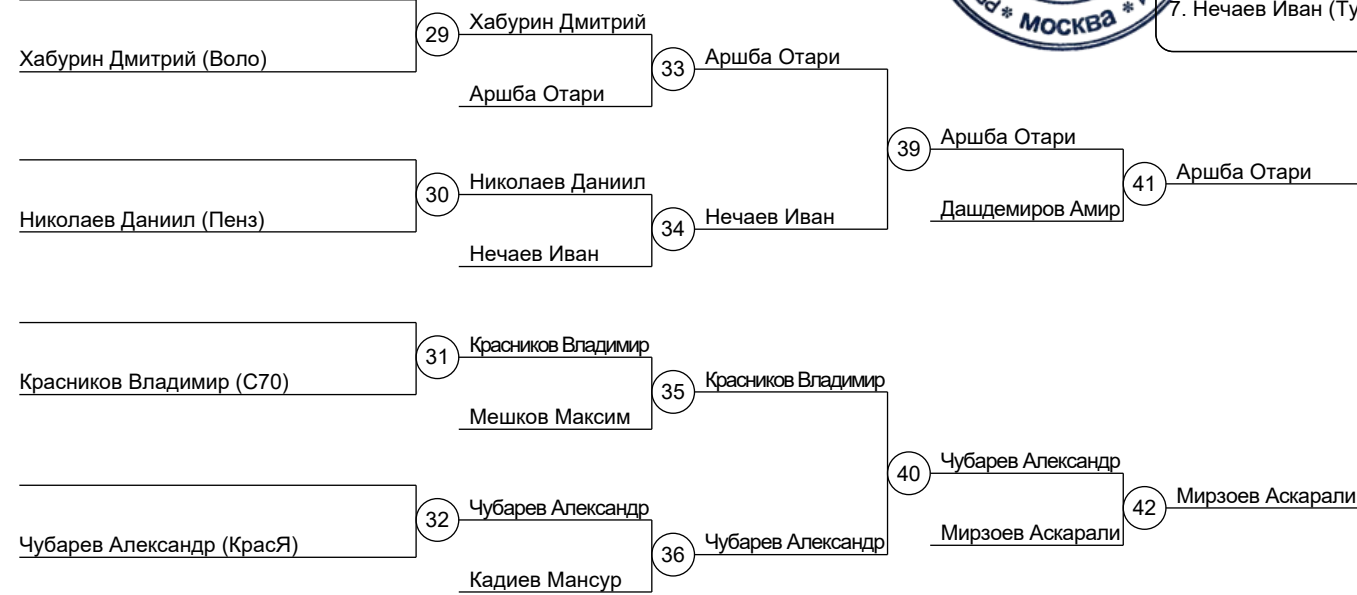 29
Хабурин Дмитрий
Хабурин Дмитрий (Воло)
33
Аршба Отари
Аршба Отари
МОСКВА
7. Нечаев Иван (Ту
39
Аршба Отари
41
Аршба Отари
Дашдемиров Амир
30
Николаев Даниил
Николаев Даниил (Пенз)
34
Нечаев Иван
Нечаев Иван
31
Красников Владимир
Красников Владимир (С70)
35
Красников Владимир
Мешков Максим
40
Чубарев Александр
42
Мирзоев Аскарали
Мирзоев Аскарали
32
Чубарев Александр
Чубарев Александр (КрасЯ)
36
Чубарев Александр
Кадиев Мансур